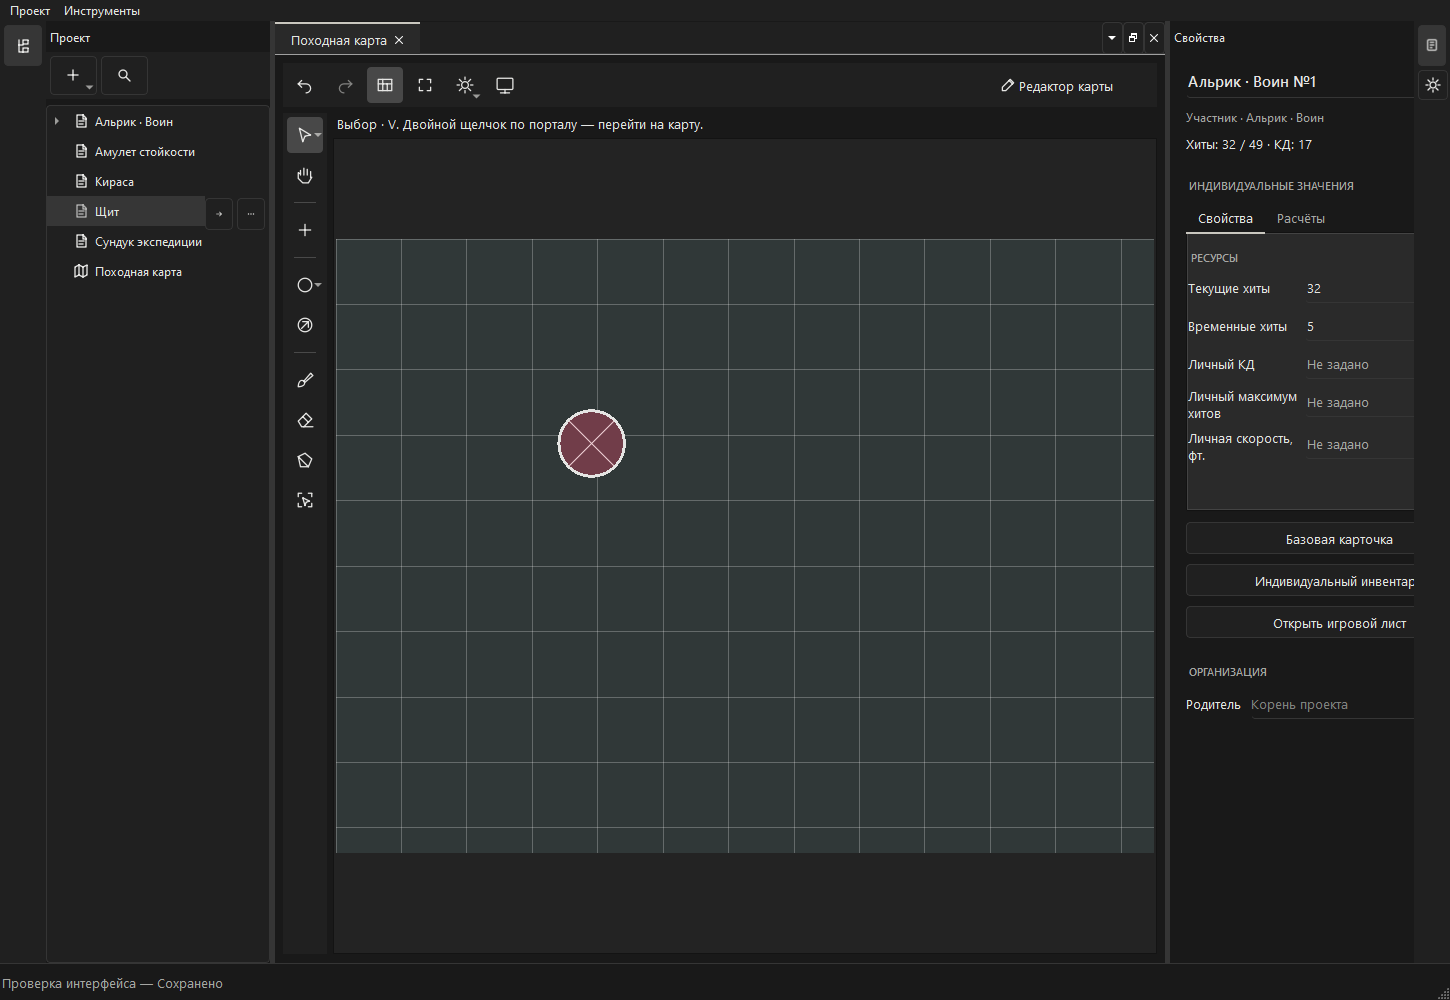 Проект Инструменты
Проект
Альрик · Воин
Амулет стойкости
Кираса
Щит
Сундук экспедиции
Походная карта
Походная карта
Редактор карты
Выбор · V. Двойной щелчок по порталу — перейти на карту.
Свойства
Альрик · Воин №1
Участник · Альрик · Воин
Хиты: 32 / 49 · КД: 17
ИНДИВИДУАЛЬНЫЕ ЗНАЧЕНИЯ
Свойства Расчёты
РЕСУРСЫ
Текущие хиты 32
Временные хиты 5
Личный КД Не задано
Личный максимум
хитов Не задано
Личная скорость,
фт. Не задано
Базовая карточка
Индивидуальный инвентар
Открыть игровой лист
ОРГАНИЗАЦИЯ
Родитель Корень проекта
Проверка интерфейса — Сохранено